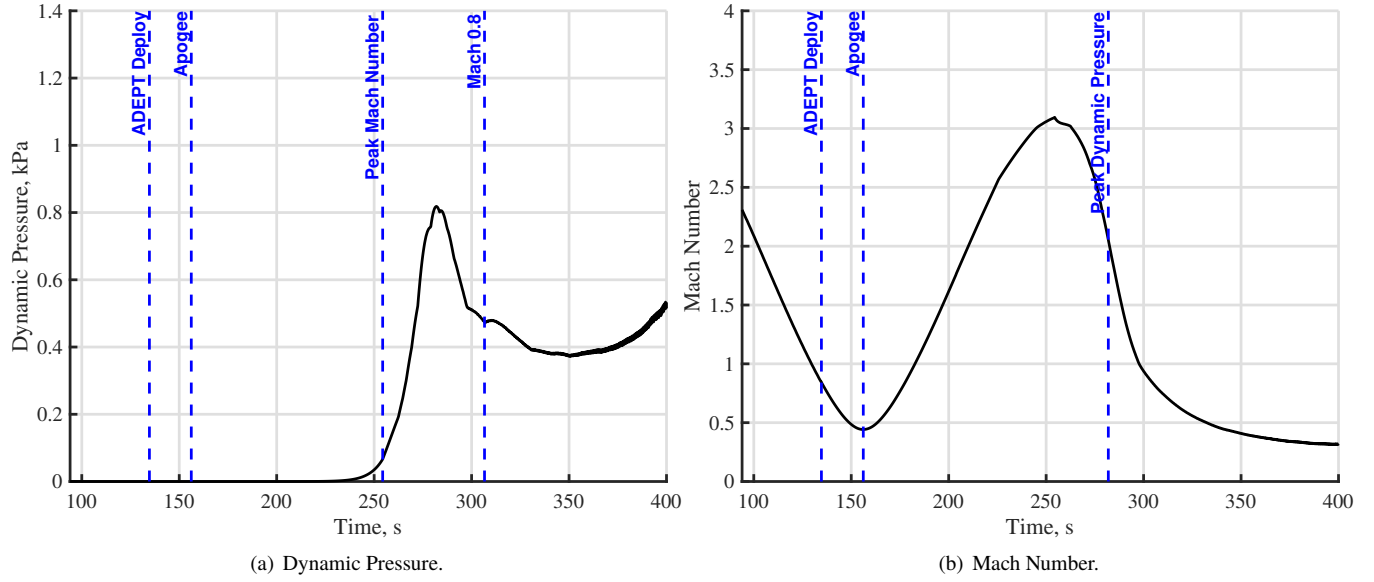 1.4
1.2
1
0.8
0.6
0.4
0.2
0
Dynamic Pressure, kPa
ADEPT Deploy
Apogee
Peak Mach Number
Mach 0.8
100 150 200 250 300 350 400
Time, s
(a) Dynamic Pressure.
4
3.5
3
2.5
2
1.5
1
0.5
0
Mach Number
ADEPT Deploy
Apogee
Peak Dynamic Pressure
100 150 200 250 300 350 400
Time, s
(b) Mach Number.